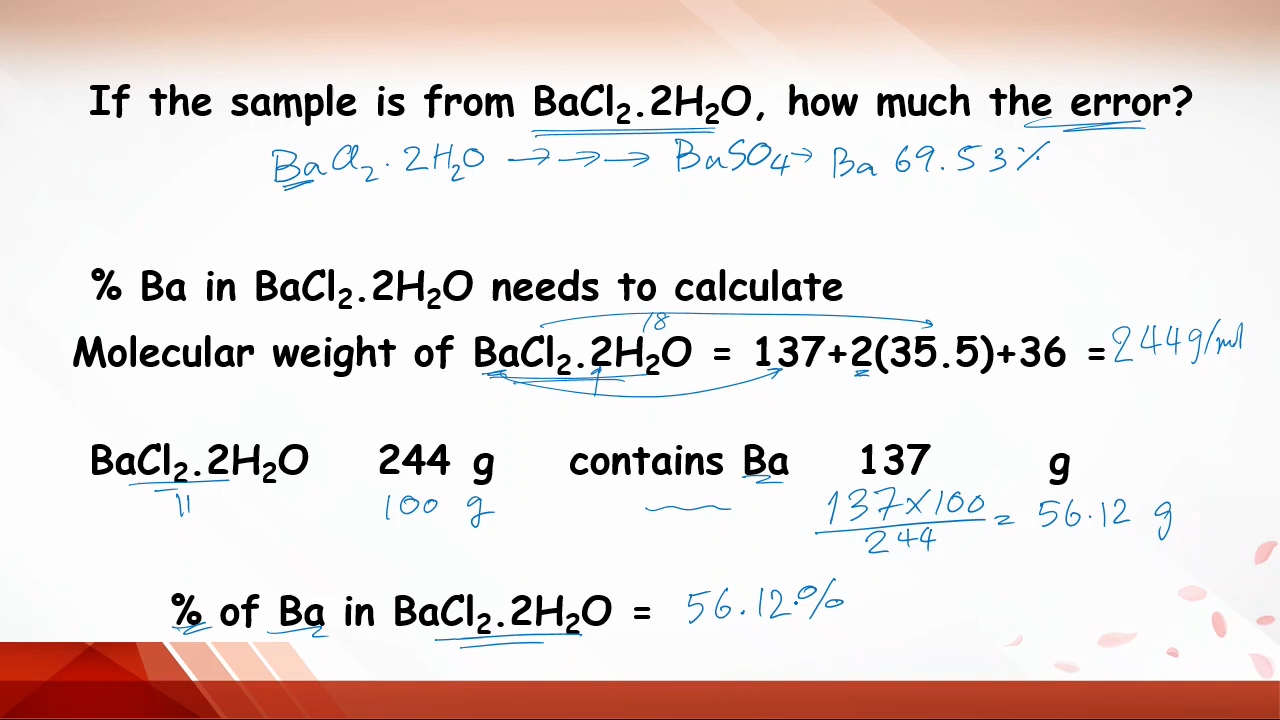 If the sample is from BaCl₂.2H₂O, how much the error?
BaCl₂.2H₂O →→→ BaSO₄→ Ba 69.53%
% Ba in BaCl₂.2H₂O needs to calculate
18
Molecular weight of BaCl₂.2H₂O = 137+2(35.5)+36 = 244g/mol
BaCl₂.2H₂O 244 g contains Ba 137 g
11 100 g 137×100 = 56.12 g
244
% of Ba in BaCl₂.2H₂O = 56.12%